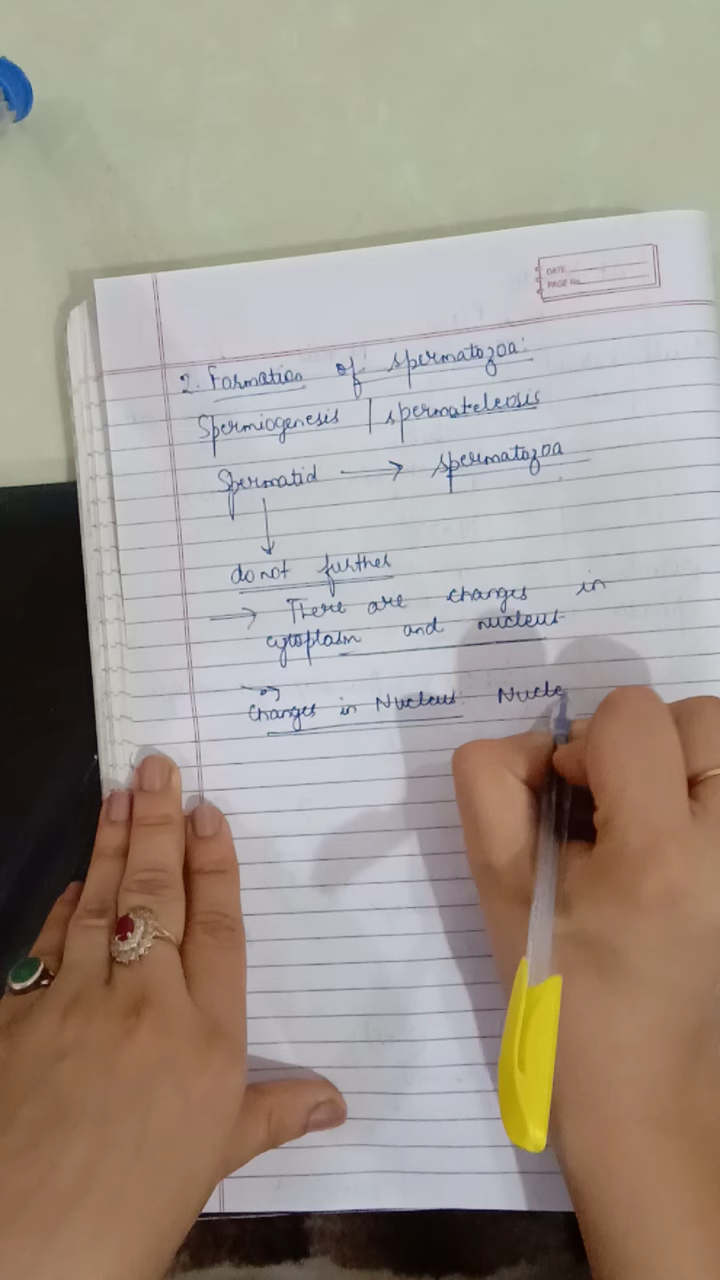 DATE
PAGE No.
2. Formation of spermatozoa:
Spermiogenesis / spermateleosis
Spermatid → spermatozoa
↓
do not further
→ There are changes in
cytoplasm and nucleus
Changes in Nucleus: Nucle